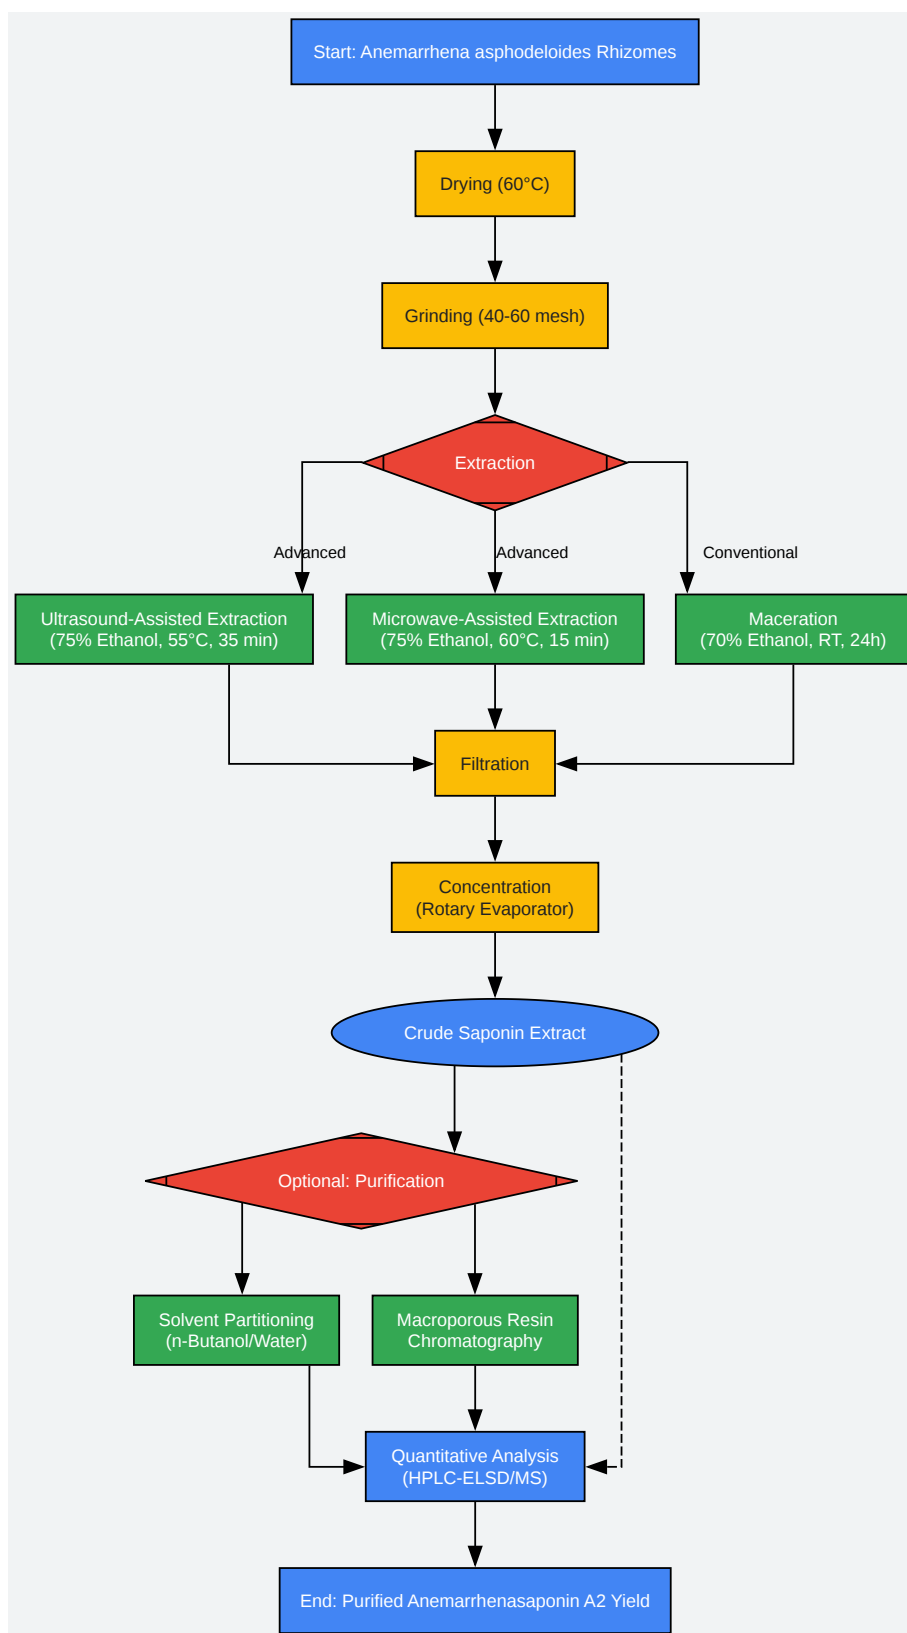 Start: Anemarrhena asphodeloides Rhizomes
Drying (60°C)
Grinding (40-60 mesh)
Extraction
Advanced
Advanced
Conventional
Ultrasound-Assisted Extraction
(75% Ethanol, 55°C, 35 min)
Microwave-Assisted Extraction
(75% Ethanol, 60°C, 15 min)
Maceration
(70% Ethanol, RT, 24h)
Filtration
Concentration
(Rotary Evaporator)
Crude Saponin Extract
Optional: Purification
Solvent Partitioning
(n-Butanol/Water)
Macroporous Resin
Chromatography
Quantitative Analysis
(HPLC-ELSD/MS)
End: Purified Anemarrhenasaponin A2 Yield